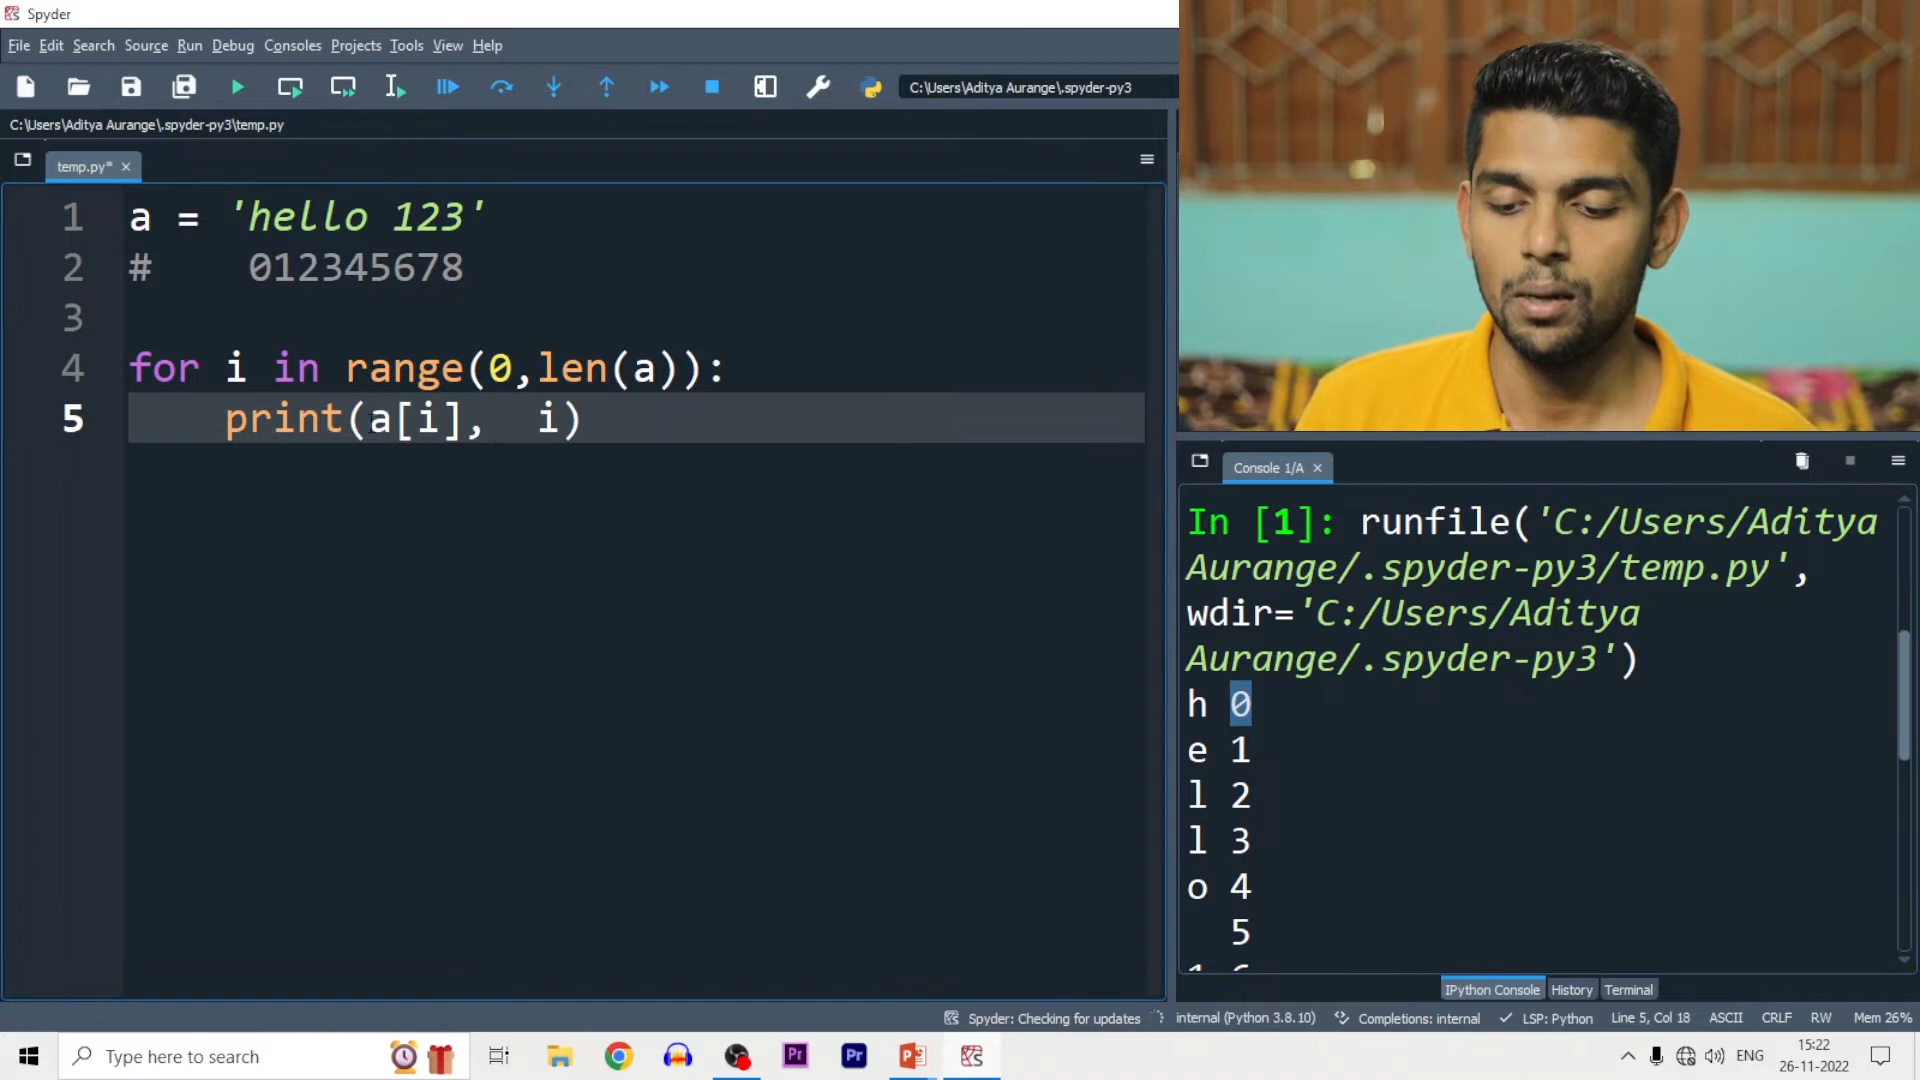 Spyder
File Edit Search Source Run Debug Consoles Projects Tools View Help
C:\Users\Aditya Aurange\.spyder-py3
C:\Users\Aditya Aurange\.spyder-py3\temp.py
temp.py*
1 a = 'hello 123'
2 #    012345678
3
4 for i in range(0,len(a)):
5     print(a[i],  i)
Console 1/A
In [1]: runfile('C:/Users/Aditya
Aurange/.spyder-py3/temp.py',
wdir='C:/Users/Aditya
Aurange/.spyder-py3')
h 0
e 1
l 2
l 3
o 4
  5
1 6
IPython Console History Terminal
Spyder: Checking for updates internal (Python 3.8.10) Completions: internal LSP: Python Line 5, Col 18 ASCII CRLF RW Mem 26%
Type here to search
Pr Pr
ENG
15:22
26-11-2022